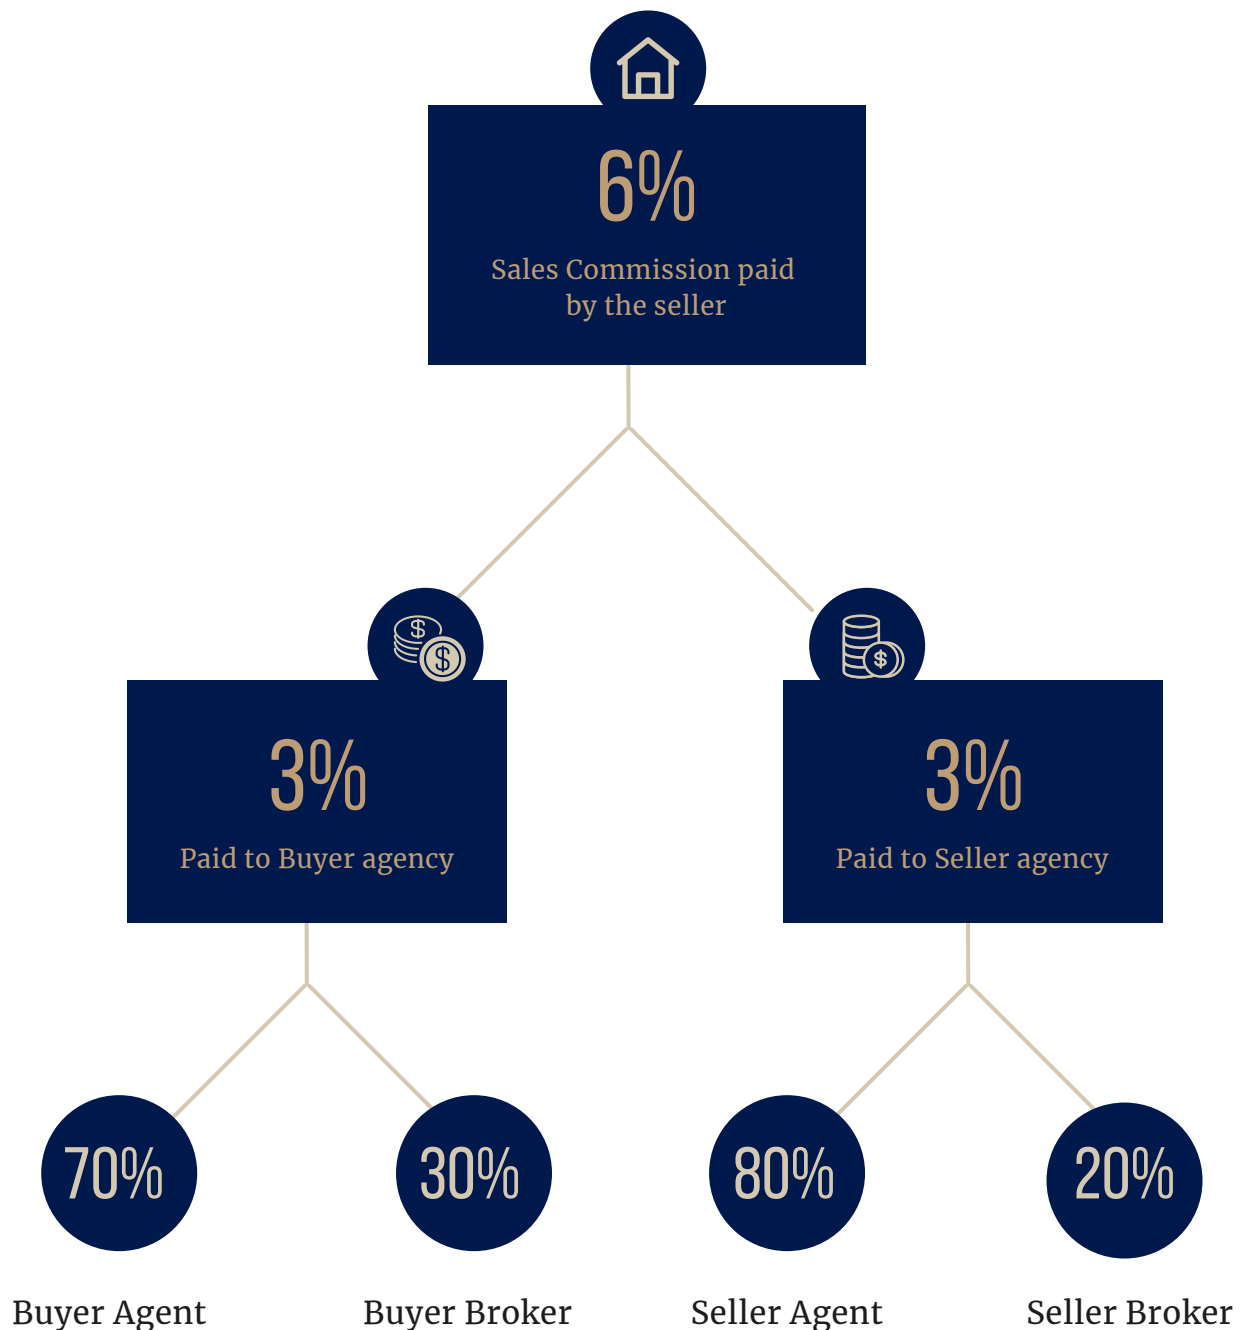 6%
Sales Commission paid
by the seller
$
$
$
3%
Paid to Buyer agency
3%
Paid to Seller agency
70%
30%
80%
20%
Buyer Agent
Buyer Broker
Seller Agent
Seller Broker